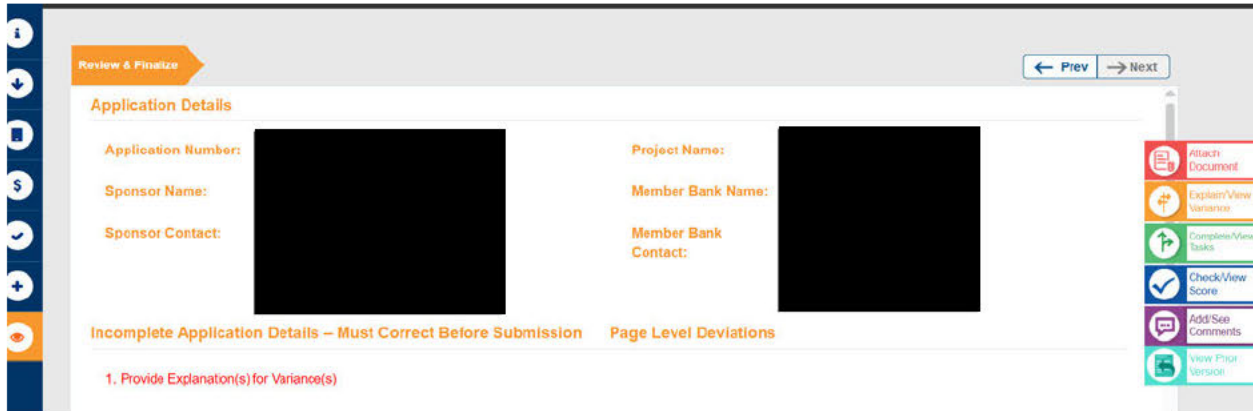 Review & Finalize
← Prev
→ Next
Application Details
Application Number:
Project Name:
Sponsor Name:
Member Bank Name:
Sponsor Contact:
Member Bank
Contact:
Incomplete Application Details – Must Correct Before Submission
Page Level Deviations
1. Provide Explanation(s) for Variance(s)
Attach
Document
Explain/View
Variance
Complete/View
Tasks
Check/View
Score
Add/See
Comments
View Prior
Version